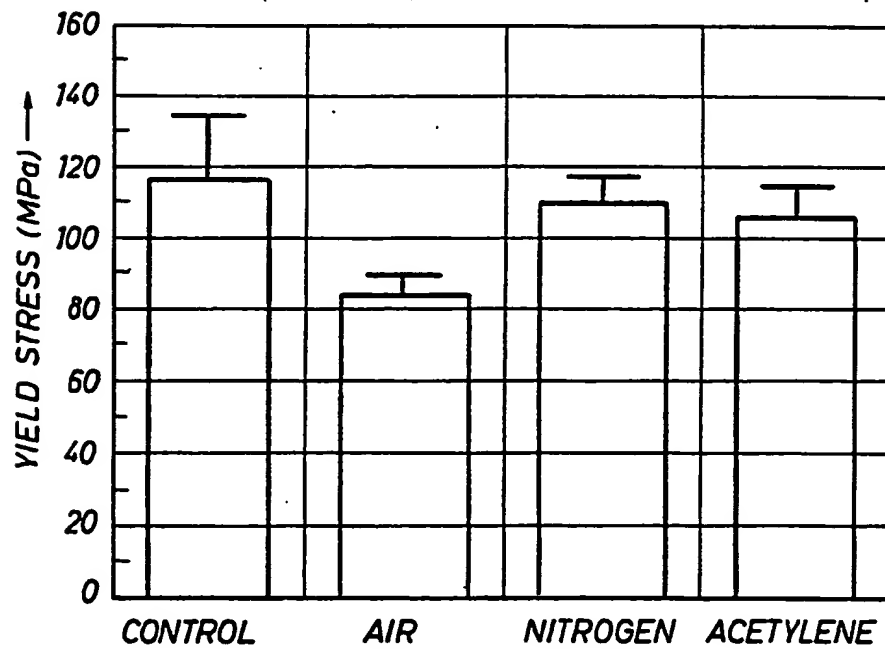 160
140
120
100
80
60
40
20
0
YIELD STRESS (MPa)
CONTROL
AIR
NITROGEN
ACETYLENE